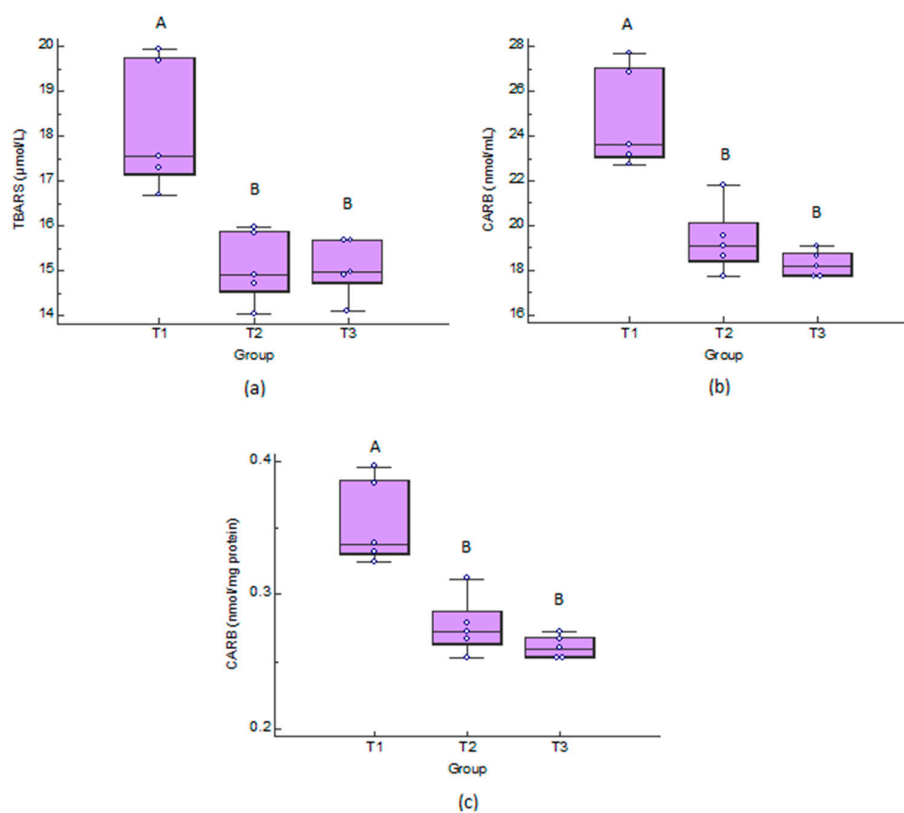 A
20
19
18
17
16
15
14
TBARS (µmol/L)
B
B
T1 T2 T3
Group
(a)
A
28
26
24
22
20
18
16
CARB (nmol/mL)
B
B
T1 T2 T3
Group
(b)
A
0.4
0.3
0.2
CARB (nmol/mg protein)
B
B
T1 T2 T3
Group
(c)